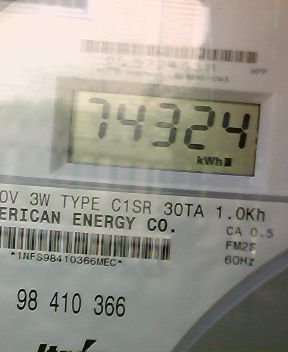 74324
kWh
0V 3W TYPE C1SR 30TA 1.0Kh
ERICAN ENERGY CO.
CA 0.5
FM2S
60Hz
*1NFS98410366MEC*
98 410 366